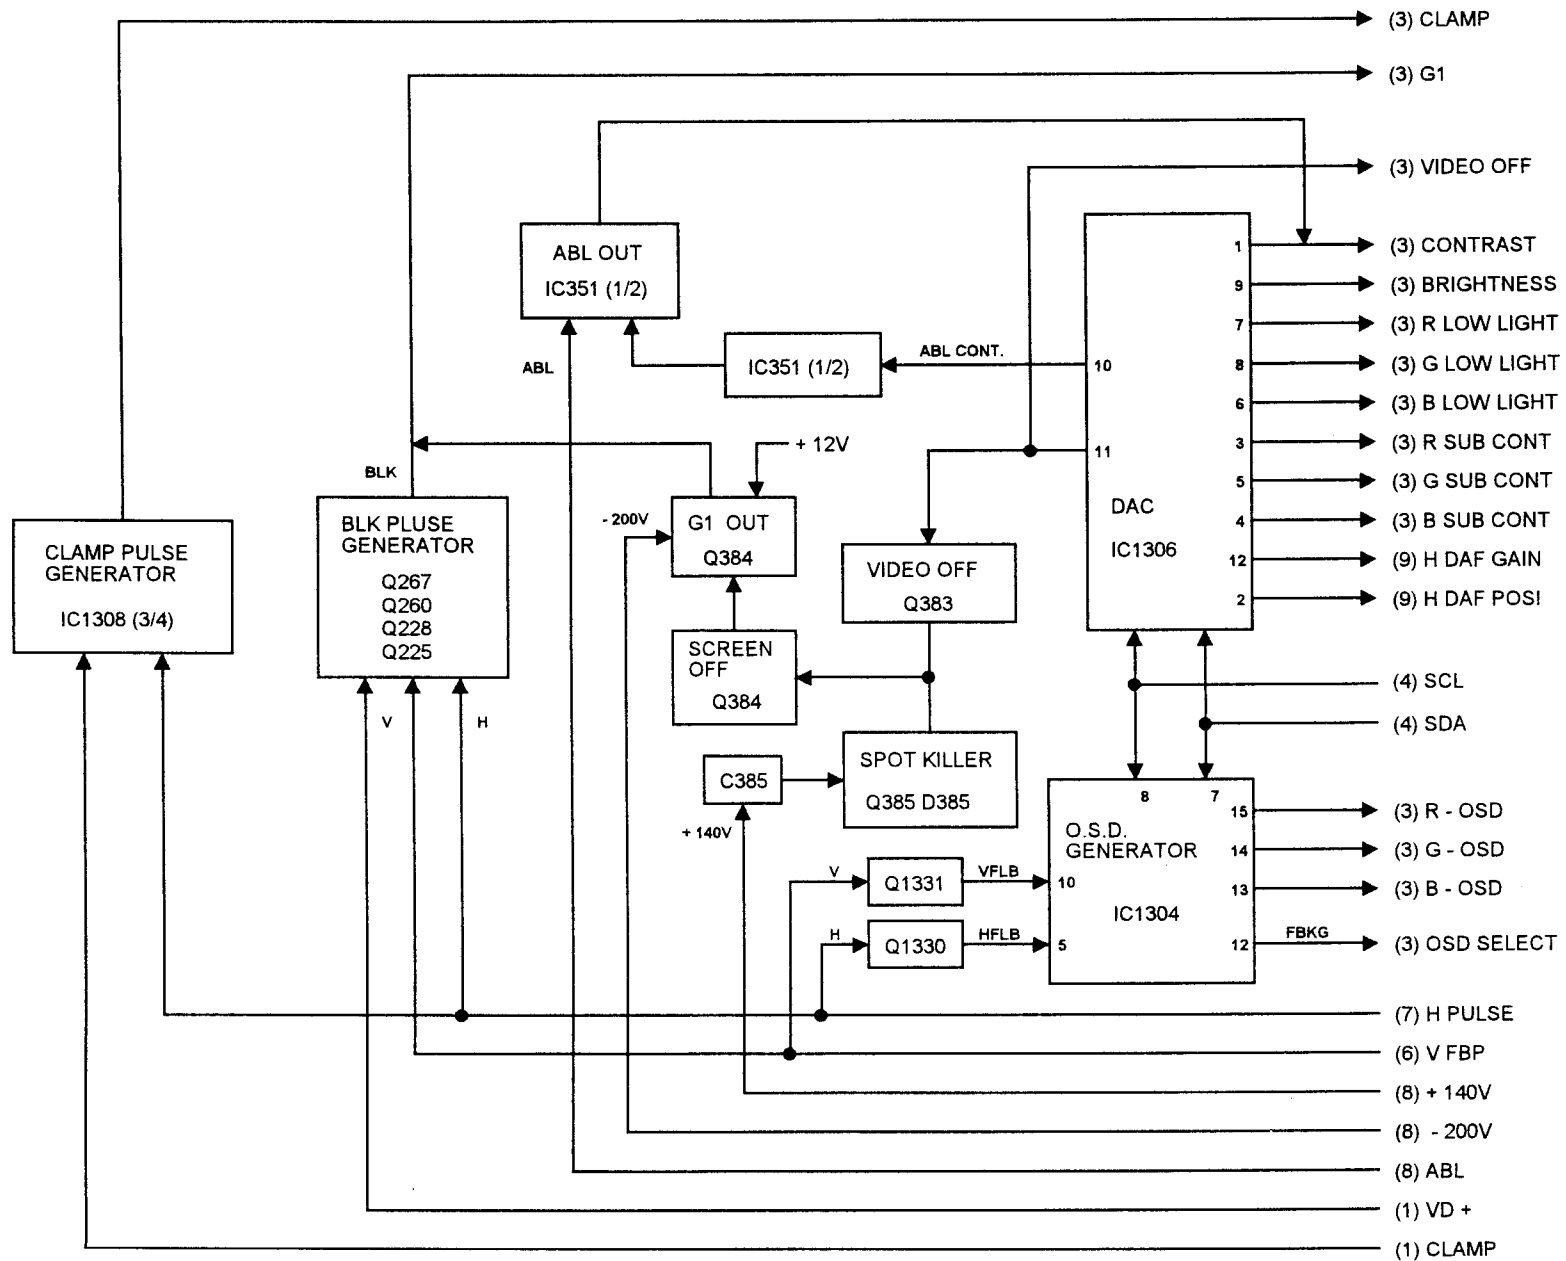 (3) CLAMP
(3) G1
(3) VIDEO OFF
ABL OUT
IC351 (1/2)
ABL
IC351 (1/2)
ABL CONT.
10
11
DAC
IC1306
1
9
7
8
6
3
5
4
12
2
(3) CONTRAST
(3) BRIGHTNESS
(3) R LOW LIGHT
(3) G LOW LIGHT
(3) B LOW LIGHT
(3) R SUB CONT
(3) G SUB CONT
(3) B SUB CONT
(9) H DAF GAIN
(9) H DAF POSI
+ 12V
BLK
- 200V
G1 OUT
Q384
CLAMP PULSE
GENERATOR
IC1308 (3/4)
BLK PLUSE
GENERATOR
Q267
Q260
Q228
Q225
V
H
VIDEO OFF
Q383
SCREEN
OFF
Q384
(4) SCL
(4) SDA
C385
+ 140V
SPOT KILLER
Q385 D385
8
7
O.S.D.
GENERATOR
IC1304
10
5
15
14
13
12
V
Q1331
VFLB
H
Q1330
HFLB
(3) R - OSD
(3) G - OSD
(3) B - OSD
FBKG
(3) OSD SELECT
(7) H PULSE
(6) V FBP
(8) + 140V
(8) - 200V
(8) ABL
(1) VD +
(1) CLAMP